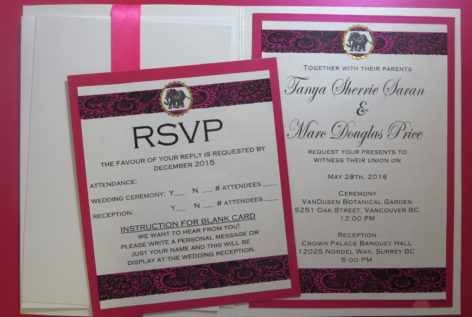 RSVP
THE FAVOUR OF YOUR REPLY IS REQUESTED BY
DECEMBER 2015
ATTENDANCE:
WEDDING CEREMONY: Y__ N__ # ATTENDEES ___
RECEPTION: Y__ N__ # ATTENDEES ___
INSTRUCTION FOR BLANK CARD
WE WANT TO HEAR FROM YOU!
PLEASE WRITE A PERSONAL MESSAGE OR
JUST YOUR NAME AND THIS WILL BE
DISPLAY AT THE WEDDING RECEPTION.
TOGETHER WITH THEIR PARENTS
Tanya Sherrie Saran
&
Marc Douglas Price
REQUEST YOUR PRESENTS TO
WITNESS THEIR UNION ON
MAY 28TH, 2016
CEREMONY
VANDUSEN BOTANICAL GARDEN
5251 OAK STREET, VANCOUVER BC
12:00 PM
RECEPTION
CROWN PALACE BANQUET HALL
12025 NORDEL WAY, SURREY BC
5:00 PM